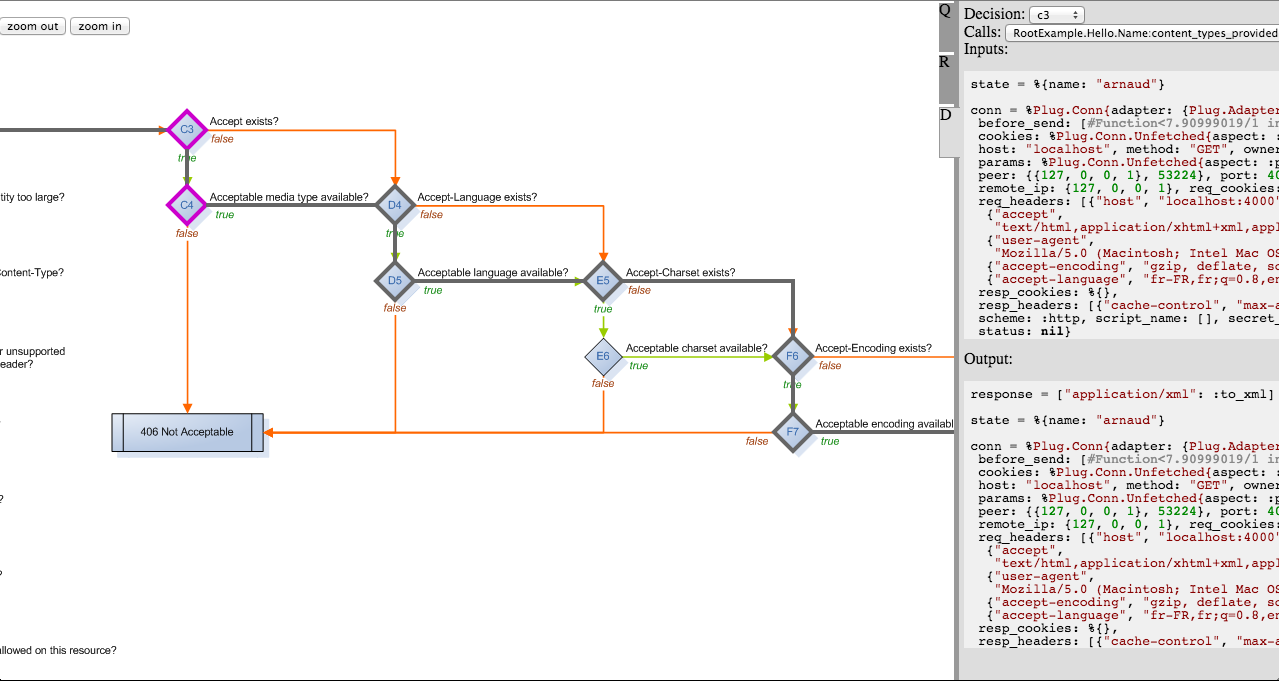 zoom out
zoom in
Accept exists?
C3
false
true
tity too large?
C4
Acceptable media type available?
true
false
D4
Accept-Language exists?
false
true
Content-Type?
D5
Acceptable language available?
true
false
E5
Accept-Charset exists?
false
true
or unsupported
eader?
E6
Acceptable charset available?
true
false
F6
Accept-Encoding exists?
false
true
406 Not Acceptable
F7
Acceptable encoding availabl
false
true
?
?
llowed on this resource?
Q
R
D
Decision: c3
Calls: RootExample.Hello.Name:content_types_provided
Inputs:
state = %{name: "arnaud"}
conn = %Plug.Conn{adapter: {Plug.Adapter
before_send: [#Function<7.90999019/1 in
cookies: %Plug.Conn.Unfetched{aspect: :
host: "localhost", method: "GET", owner
params: %Plug.Conn.Unfetched{aspect: :p
peer: {{127, 0, 0, 1}, 53224}, port: 40
remote_ip: {127, 0, 0, 1}, req_cookies:
req_headers: [{"host", "localhost:4000"
{"accept",
"text/html,application/xhtml+xml,appl
{"user-agent",
"Mozilla/5.0 (Macintosh; Intel Mac OS
{"accept-encoding", "gzip, deflate, sd
{"accept-language", "fr-FR,fr;q=0.8,en
resp_cookies: %{},
resp_headers: [{"cache-control", "max-a
scheme: :http, script_name: [], secret_
status: nil}
Output:
response = ["application/xml": :to_xml]
state = %{name: "arnaud"}
conn = %Plug.Conn{adapter: {Plug.Adapter
before_send: [#Function<7.90999019/1 in
cookies: %Plug.Conn.Unfetched{aspect: :
host: "localhost", method: "GET", owner
params: %Plug.Conn.Unfetched{aspect: :p
peer: {{127, 0, 0, 1}, 53224}, port: 40
remote_ip: {127, 0, 0, 1}, req_cookies:
req_headers: [{"host", "localhost:4000"
{"accept",
"text/html,application/xhtml+xml,appl
{"user-agent",
"Mozilla/5.0 (Macintosh; Intel Mac OS
{"accept-encoding", "gzip, deflate, sd
{"accept-language", "fr-FR,fr;q=0.8,en
resp_cookies: %{},
resp_headers: [{"cache-control", "max-a